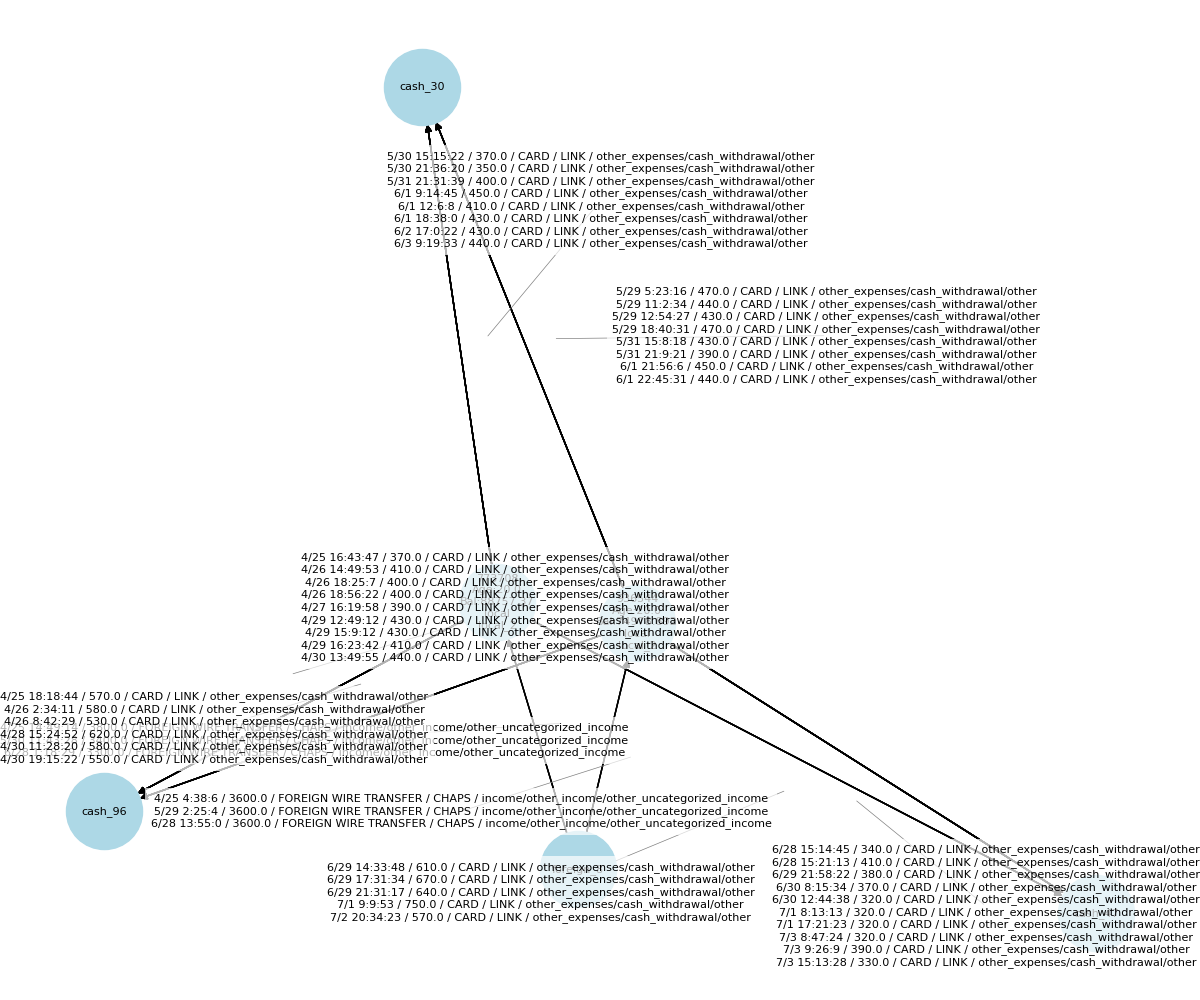 cash_30
5/30 15:15:22 / 370.0 / CARD / LINK / other_expenses/cash_withdrawal/other
5/30 21:36:20 / 350.0 / CARD / LINK / other_expenses/cash_withdrawal/other
5/31 21:31:39 / 400.0 / CARD / LINK / other_expenses/cash_withdrawal/other
6/1 9:14:45 / 450.0 / CARD / LINK / other_expenses/cash_withdrawal/other
6/1 12:6:8 / 410.0 / CARD / LINK / other_expenses/cash_withdrawal/other
6/1 18:38:0 / 430.0 / CARD / LINK / other_expenses/cash_withdrawal/other
6/2 17:0:22 / 430.0 / CARD / LINK / other_expenses/cash_withdrawal/other
6/3 9:19:33 / 440.0 / CARD / LINK / other_expenses/cash_withdrawal/other
5/29 5:23:16 / 470.0 / CARD / LINK / other_expenses/cash_withdrawal/other
5/29 11:2:34 / 440.0 / CARD / LINK / other_expenses/cash_withdrawal/other
5/29 12:54:27 / 430.0 / CARD / LINK / other_expenses/cash_withdrawal/other
5/29 18:40:31 / 470.0 / CARD / LINK / other_expenses/cash_withdrawal/other
5/31 15:8:18 / 430.0 / CARD / LINK / other_expenses/cash_withdrawal/other
5/31 21:9:21 / 390.0 / CARD / LINK / other_expenses/cash_withdrawal/other
6/1 21:56:6 / 450.0 / CARD / LINK / other_expenses/cash_withdrawal/other
6/1 22:45:31 / 440.0 / CARD / LINK / other_expenses/cash_withdrawal/other
4/25 16:43:47 / 370.0 / CARD / LINK / other_expenses/cash_withdrawal/other
4/26 14:49:53 / 410.0 / CARD / LINK / other_expenses/cash_withdrawal/other
4/26 18:25:7 / 400.0 / CARD / LINK / other_expenses/cash_withdrawal/other
4/26 18:56:22 / 400.0 / CARD / LINK / other_expenses/cash_withdrawal/other
4/27 16:19:58 / 390.0 / CARD / LINK / other_expenses/cash_withdrawal/other
4/29 12:49:12 / 430.0 / CARD / LINK / other_expenses/cash_withdrawal/other
4/29 15:9:12 / 430.0 / CARD / LINK / other_expenses/cash_withdrawal/other
4/29 16:23:42 / 410.0 / CARD / LINK / other_expenses/cash_withdrawal/other
4/30 13:49:55 / 440.0 / CARD / LINK / other_expenses/cash_withdrawal/other
4/25 18:18:44 / 570.0 / CARD / LINK / other_expenses/cash_withdrawal/other
4/26 2:34:11 / 580.0 / CARD / LINK / other_expenses/cash_withdrawal/other
4/26 8:42:29 / 530.0 / CARD / LINK / other_expenses/cash_withdrawal/other
4/28 15:24:52 / 620.0 / CARD / LINK / other_expenses/cash_withdrawal/other
4/30 11:28:20 / 580.0 / CARD / LINK / other_expenses/cash_withdrawal/other
4/30 19:15:22 / 550.0 / CARD / LINK / other_expenses/cash_withdrawal/other
FOREIGN WIRE TRANSFER / CHAPS / income/other_income/other_uncategorized_income
FOREIGN WIRE TRANSFER / CHAPS / income/other_income/other_uncategorized_income
FOREIGN WIRE TRANSFER / CHAPS / income/other_income/other_uncategorized_income
cash_96
4/25 4:38:6 / 3600.0 / FOREIGN WIRE TRANSFER / CHAPS / income/other_income/other_uncategorized_income
5/29 2:25:4 / 3600.0 / FOREIGN WIRE TRANSFER / CHAPS / income/other_income/other_uncategorized_income
6/28 13:55:0 / 3600.0 / FOREIGN WIRE TRANSFER / CHAPS / income/other_income/other_uncategorized_income
6/29 14:33:48 / 610.0 / CARD / LINK / other_expenses/cash_withdrawal/other
6/29 17:31:34 / 670.0 / CARD / LINK / other_expenses/cash_withdrawal/other
6/29 21:31:17 / 640.0 / CARD / LINK / other_expenses/cash_withdrawal/other
7/1 9:9:53 / 750.0 / CARD / LINK / other_expenses/cash_withdrawal/other
7/2 20:34:23 / 570.0 / CARD / LINK / other_expenses/cash_withdrawal/other
6/28 15:14:45 / 340.0 / CARD / LINK / other_expenses/cash_withdrawal/other
6/28 15:21:13 / 410.0 / CARD / LINK / other_expenses/cash_withdrawal/other
6/29 21:58:22 / 380.0 / CARD / LINK / other_expenses/cash_withdrawal/other
6/30 8:15:34 / 370.0 / CARD / LINK / other_expenses/cash_withdrawal/other
6/30 12:44:38 / 320.0 / CARD / LINK / other_expenses/cash_withdrawal/other
7/1 8:13:13 / 320.0 / CARD / LINK / other_expenses/cash_withdrawal/other
7/1 17:21:23 / 320.0 / CARD / LINK / other_expenses/cash_withdrawal/other
7/3 8:47:24 / 320.0 / CARD / LINK / other_expenses/cash_withdrawal/other
7/3 9:26:9 / 390.0 / CARD / LINK / other_expenses/cash_withdrawal/other
7/3 15:13:28 / 330.0 / CARD / LINK / other_expenses/cash_withdrawal/other